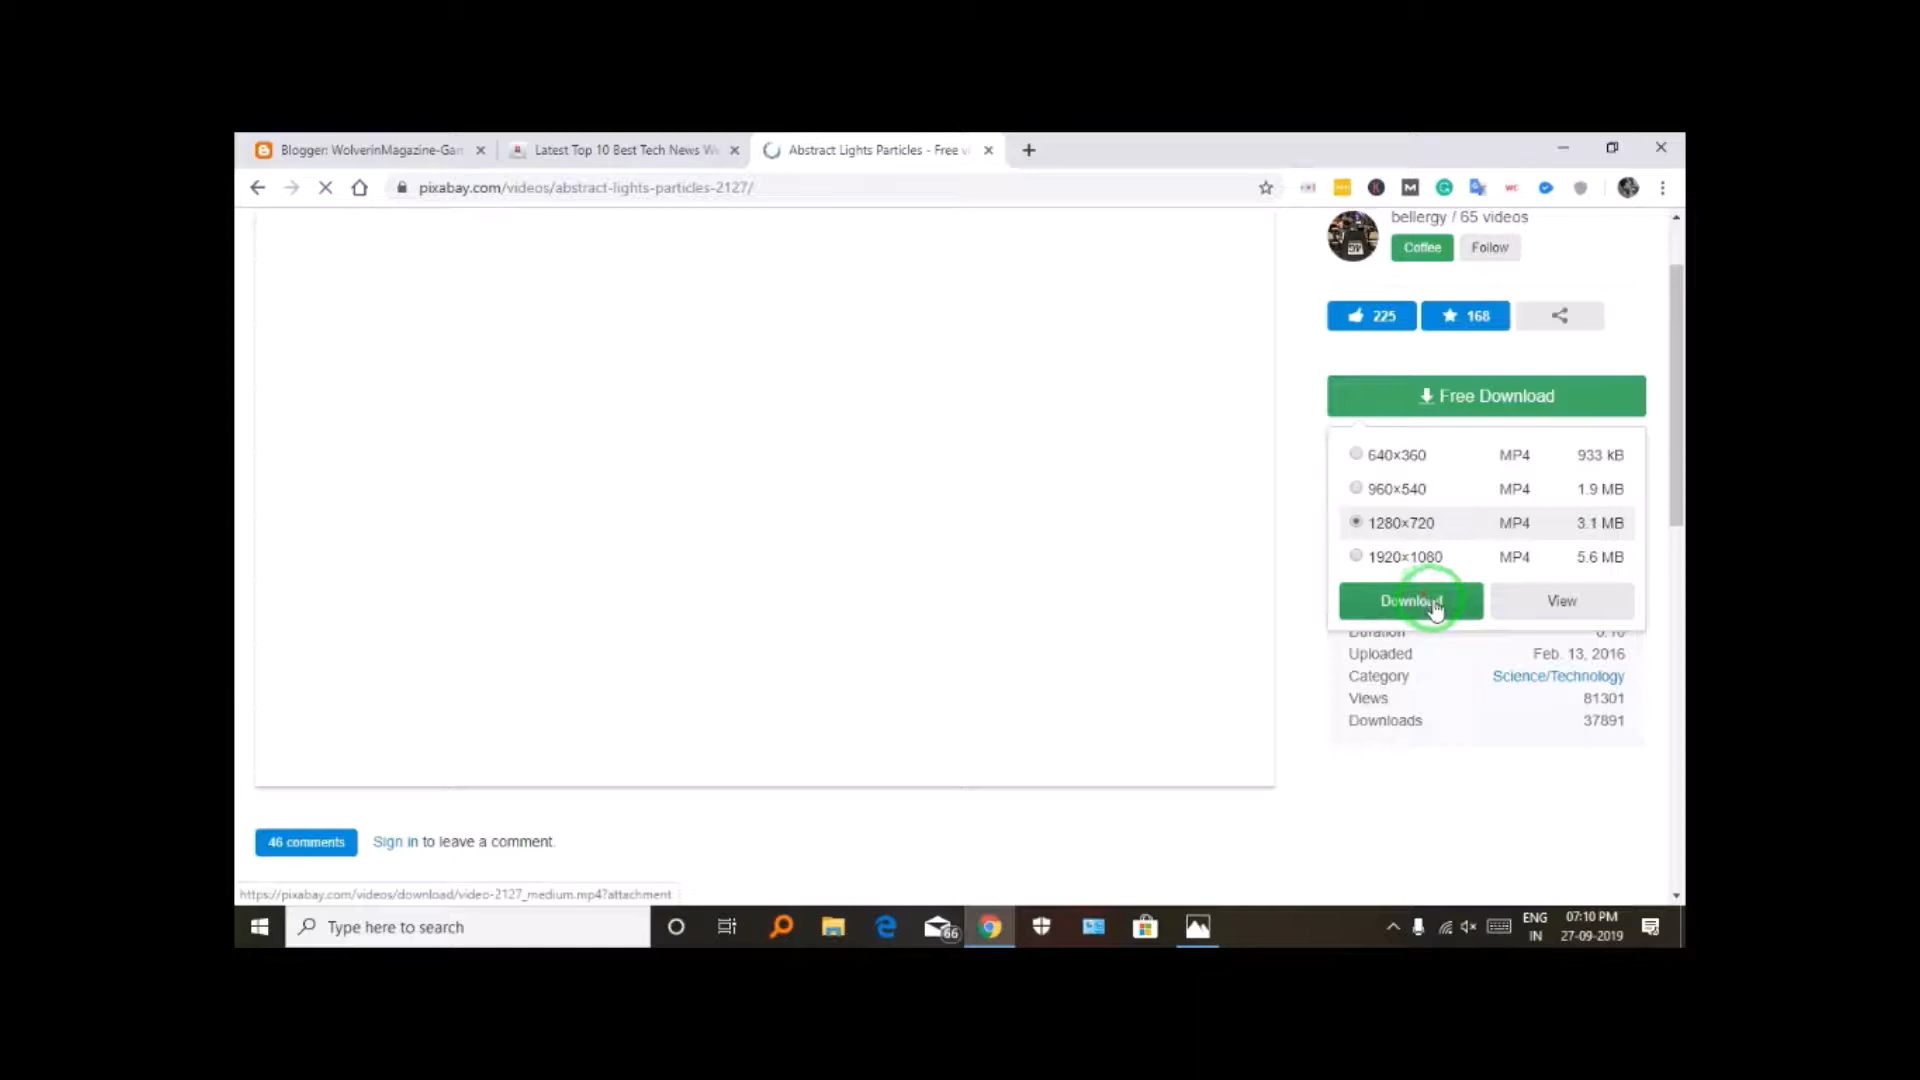 Blogger: WolverinMagazine-Gan
Latest Top 10 Best Tech News W
Abstract Lights Particles - Free v
pixabay.com/videos/abstract-lights-particles-2127/
bellergy / 65 videos
Coffee
Follow
225
168
Free Download
640×360 MP4 933 kB
960×540 MP4 1.9 MB
1280×720 MP4 3.1 MB
1920×1080 MP4 5.6 MB
Download
View
Duration
Uploaded Feb. 13, 2016
Category Science/Technology
Views 81301
Downloads 37891
46 comments
Sign in to leave a comment.
https://pixabay.com/videos/download/video-2127_medium.mp4?attachment
Type here to search
66
ENG
IN
07:10 PM
27-09-2019